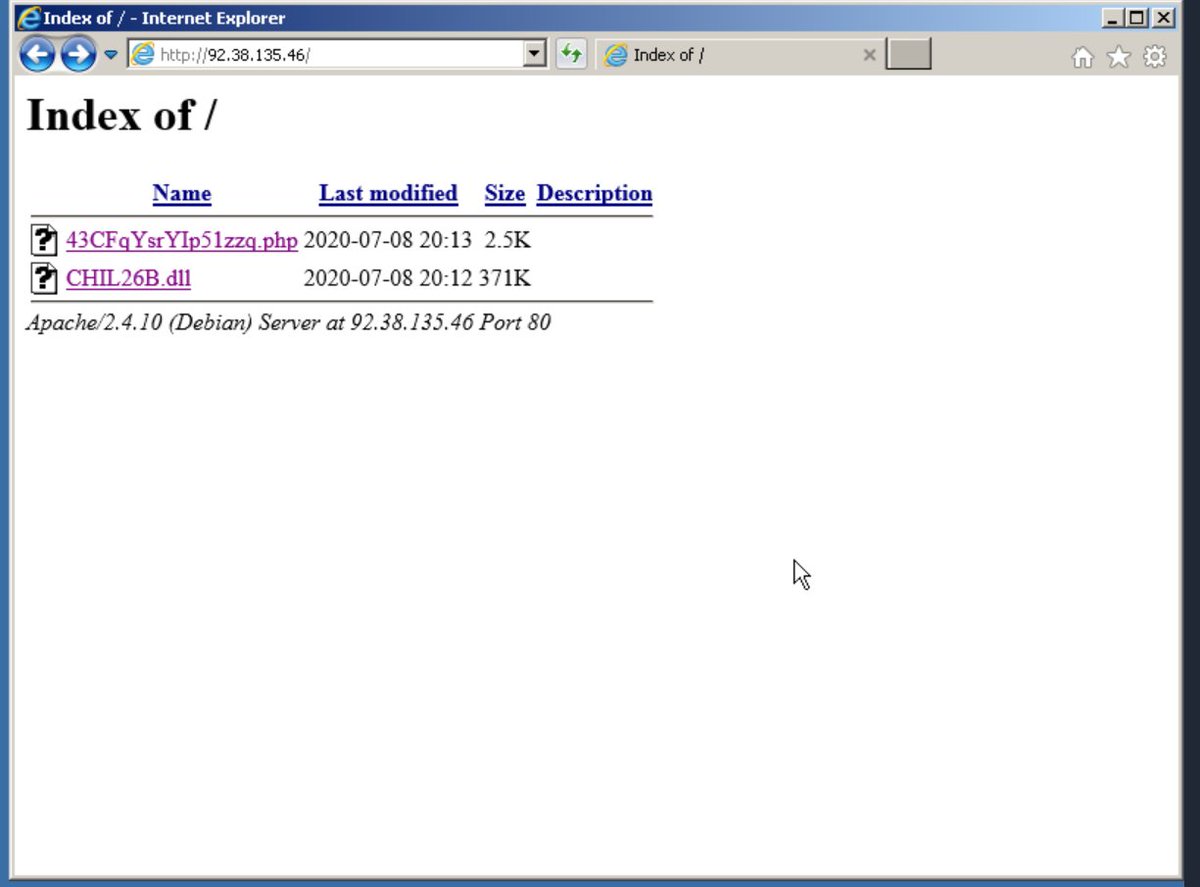 Index of / - Internet Explorer
http://92.38.135.46/
Index of /
Index of /
Name Last modified Size Description
43CFqYsrYIp51zzq.php 2020-07-08 20:13 2.5K
CHIL26B.dll 2020-07-08 20:12 371K
Apache/2.4.10 (Debian) Server at 92.38.135.46 Port 80